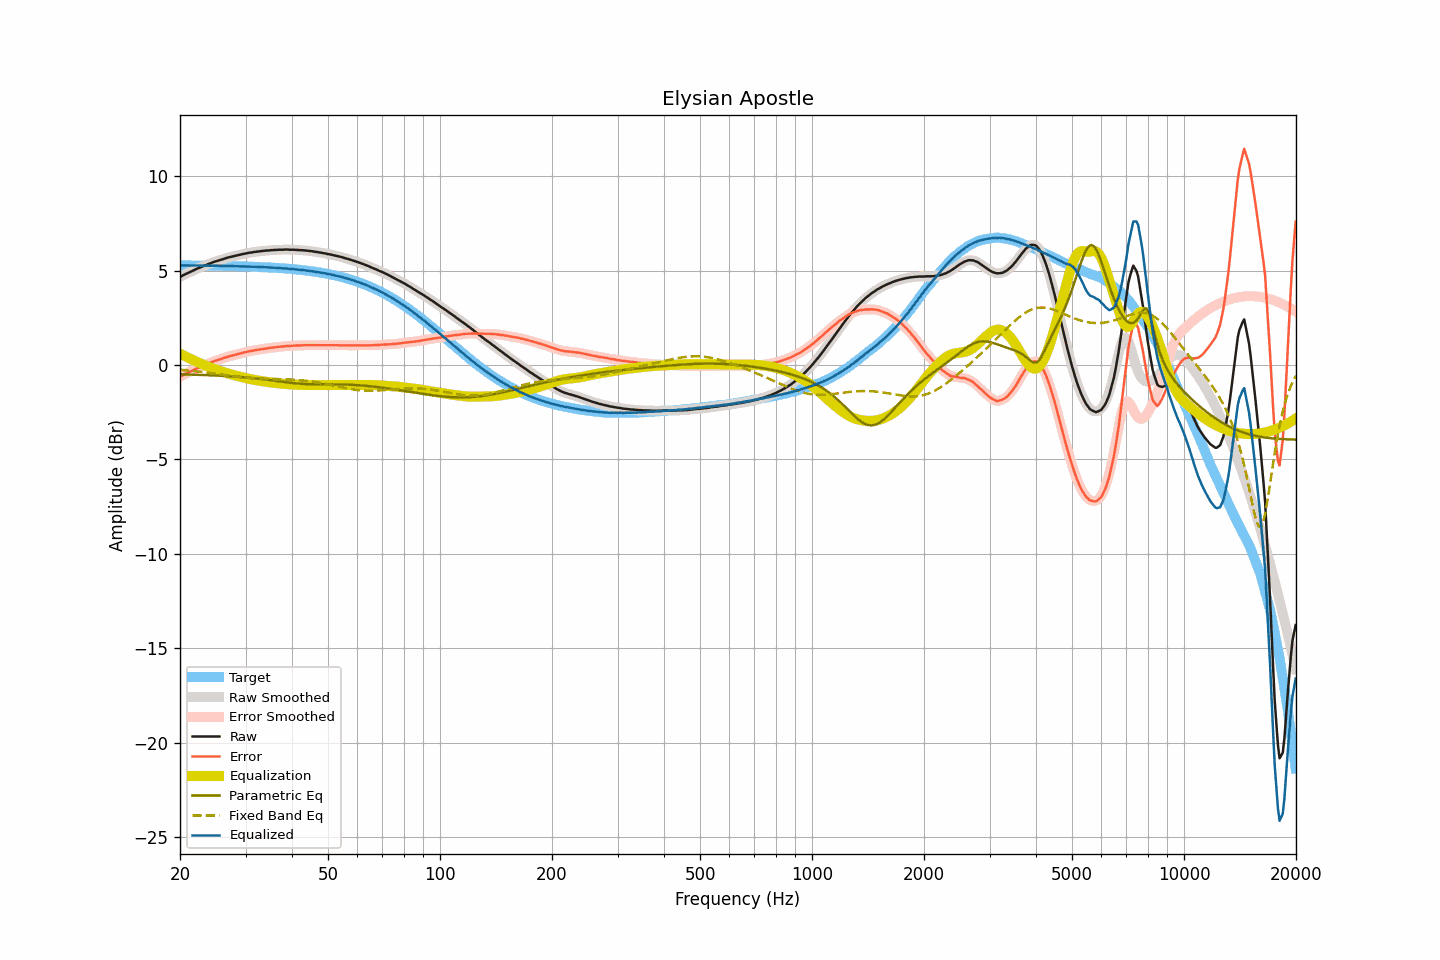 Elysian Apostle
Amplitude (dBr)
10
5
0
−5
−10
−15
−20
−25
Target
Raw Smoothed
Error Smoothed
Raw
Error
Equalization
Parametric Eq
Fixed Band Eq
Equalized
20 50 100 200 500 1000 2000 5000 10000 20000
Frequency (Hz)